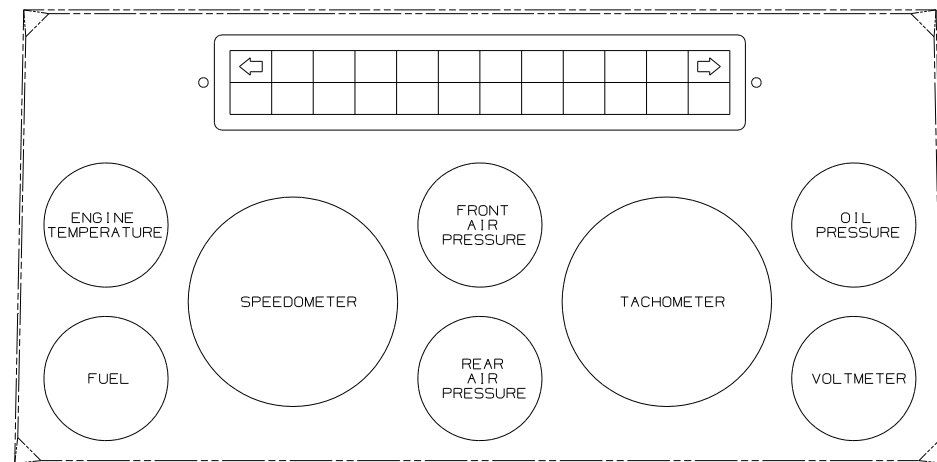 ENGINE
TEMPERATURE
FRONT
AIR
PRESSURE
OIL
PRESSURE
SPEEDOMETER
TACHOMETER
FUEL
REAR
AIR
PRESSURE
VOLTMETER